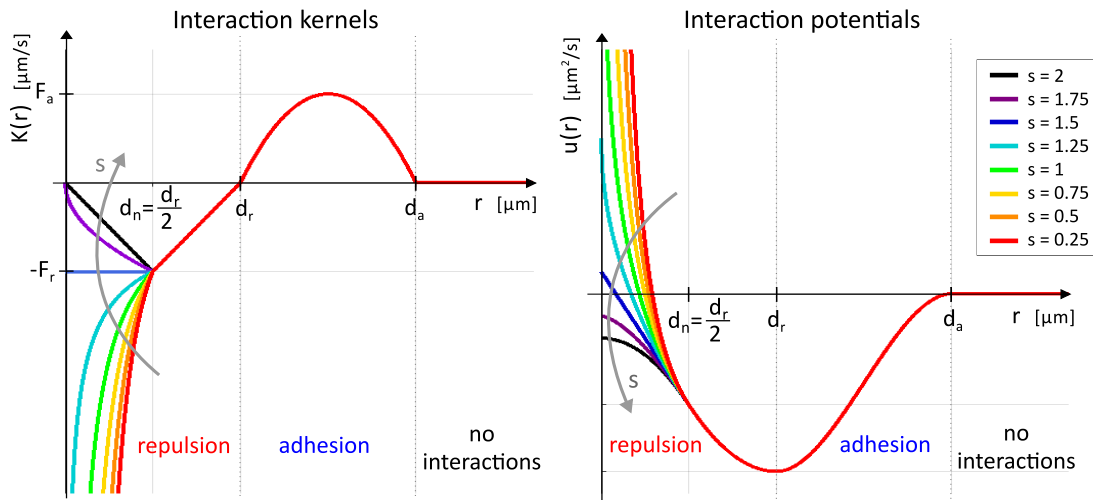 Interaction kernels
K(r) [μm/s]
Fₐ
s
dₙ=dᵣ/2
dᵣ
dₐ
r [μm]
-Fᵣ
repulsion
adhesion
no
interactions
Interaction potentials
u(r) [μm²/s]
s = 2
s = 1.75
s = 1.5
s = 1.25
s = 1
s = 0.75
s = 0.5
s = 0.25
dₙ=dᵣ/2
dᵣ
dₐ
r [μm]
s
repulsion
adhesion
no
interactions